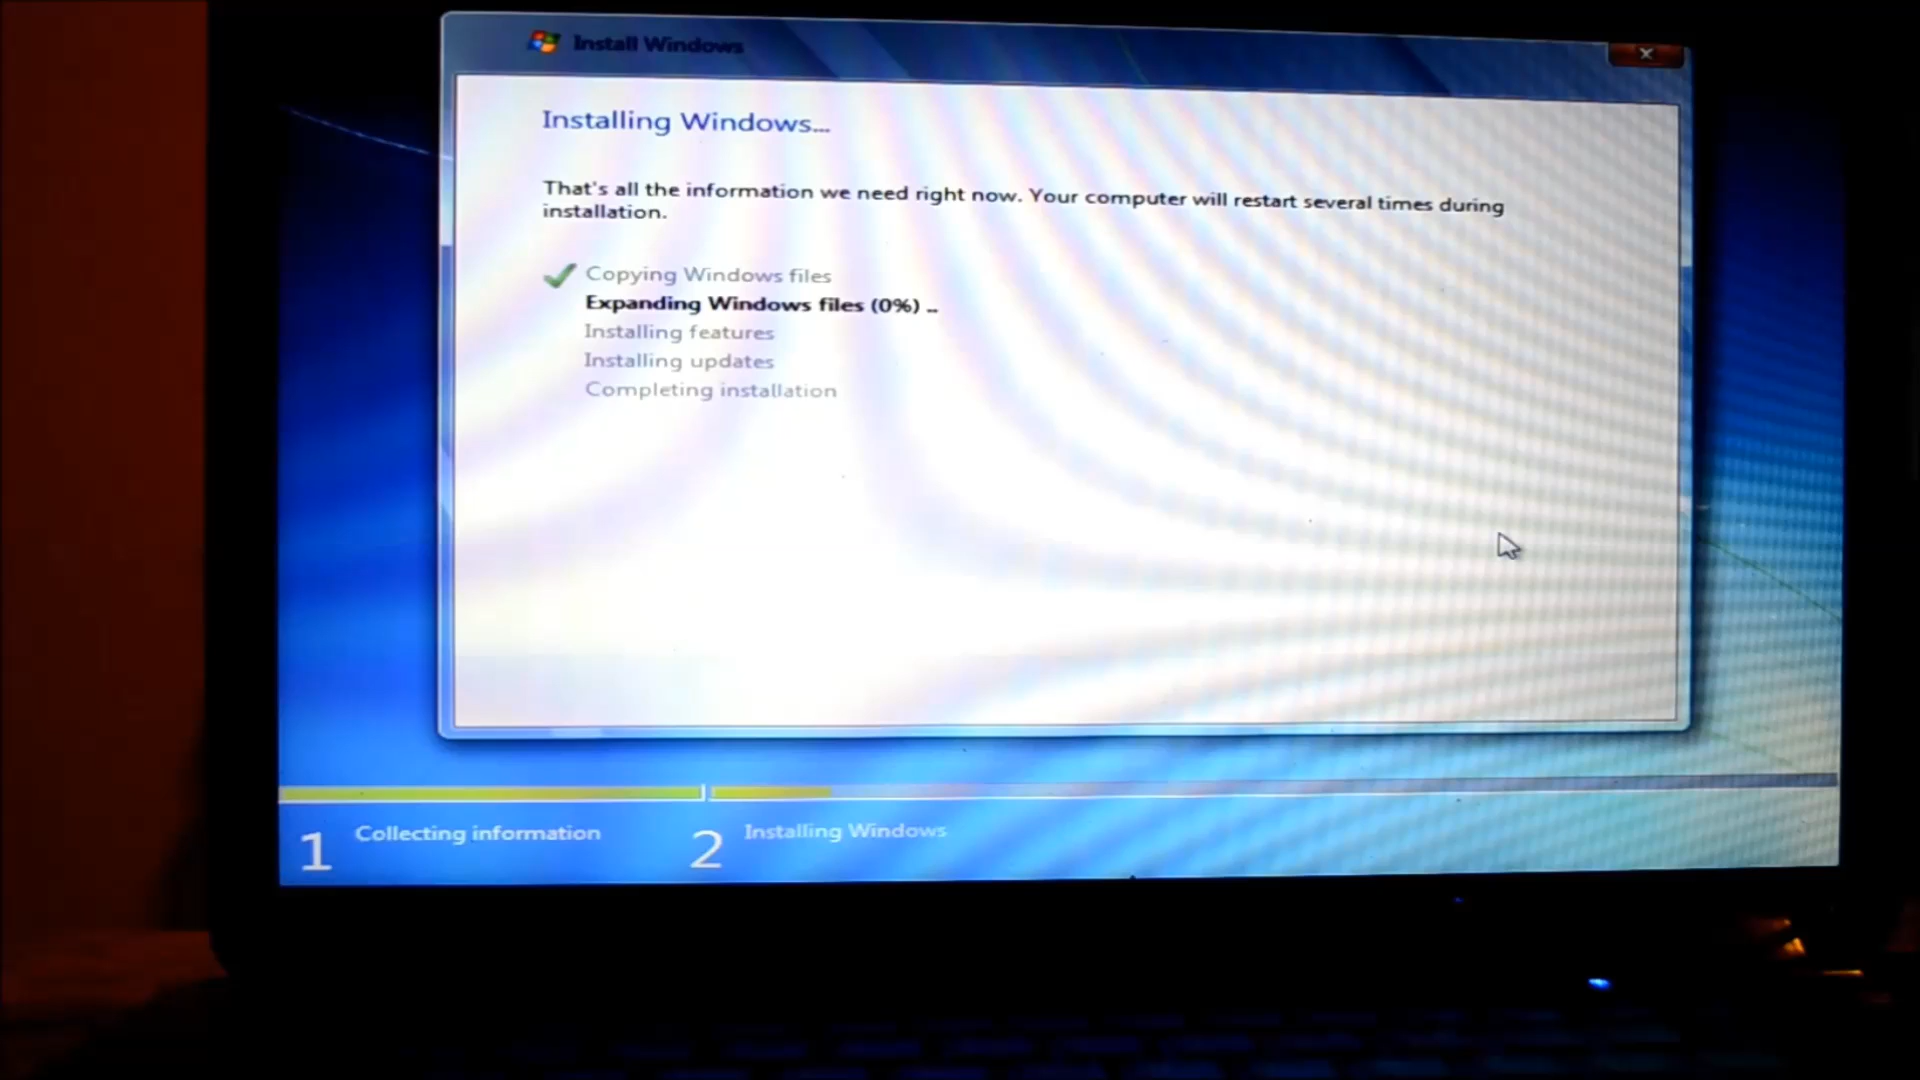 Install Windows
Installing Windows...
That's all the information we need right now. Your computer will restart several times during
installation.
Copying Windows files
Expanding Windows files (0%) ..
Installing features
Installing updates
Completing installation
1 Collecting information
2 Installing Windows